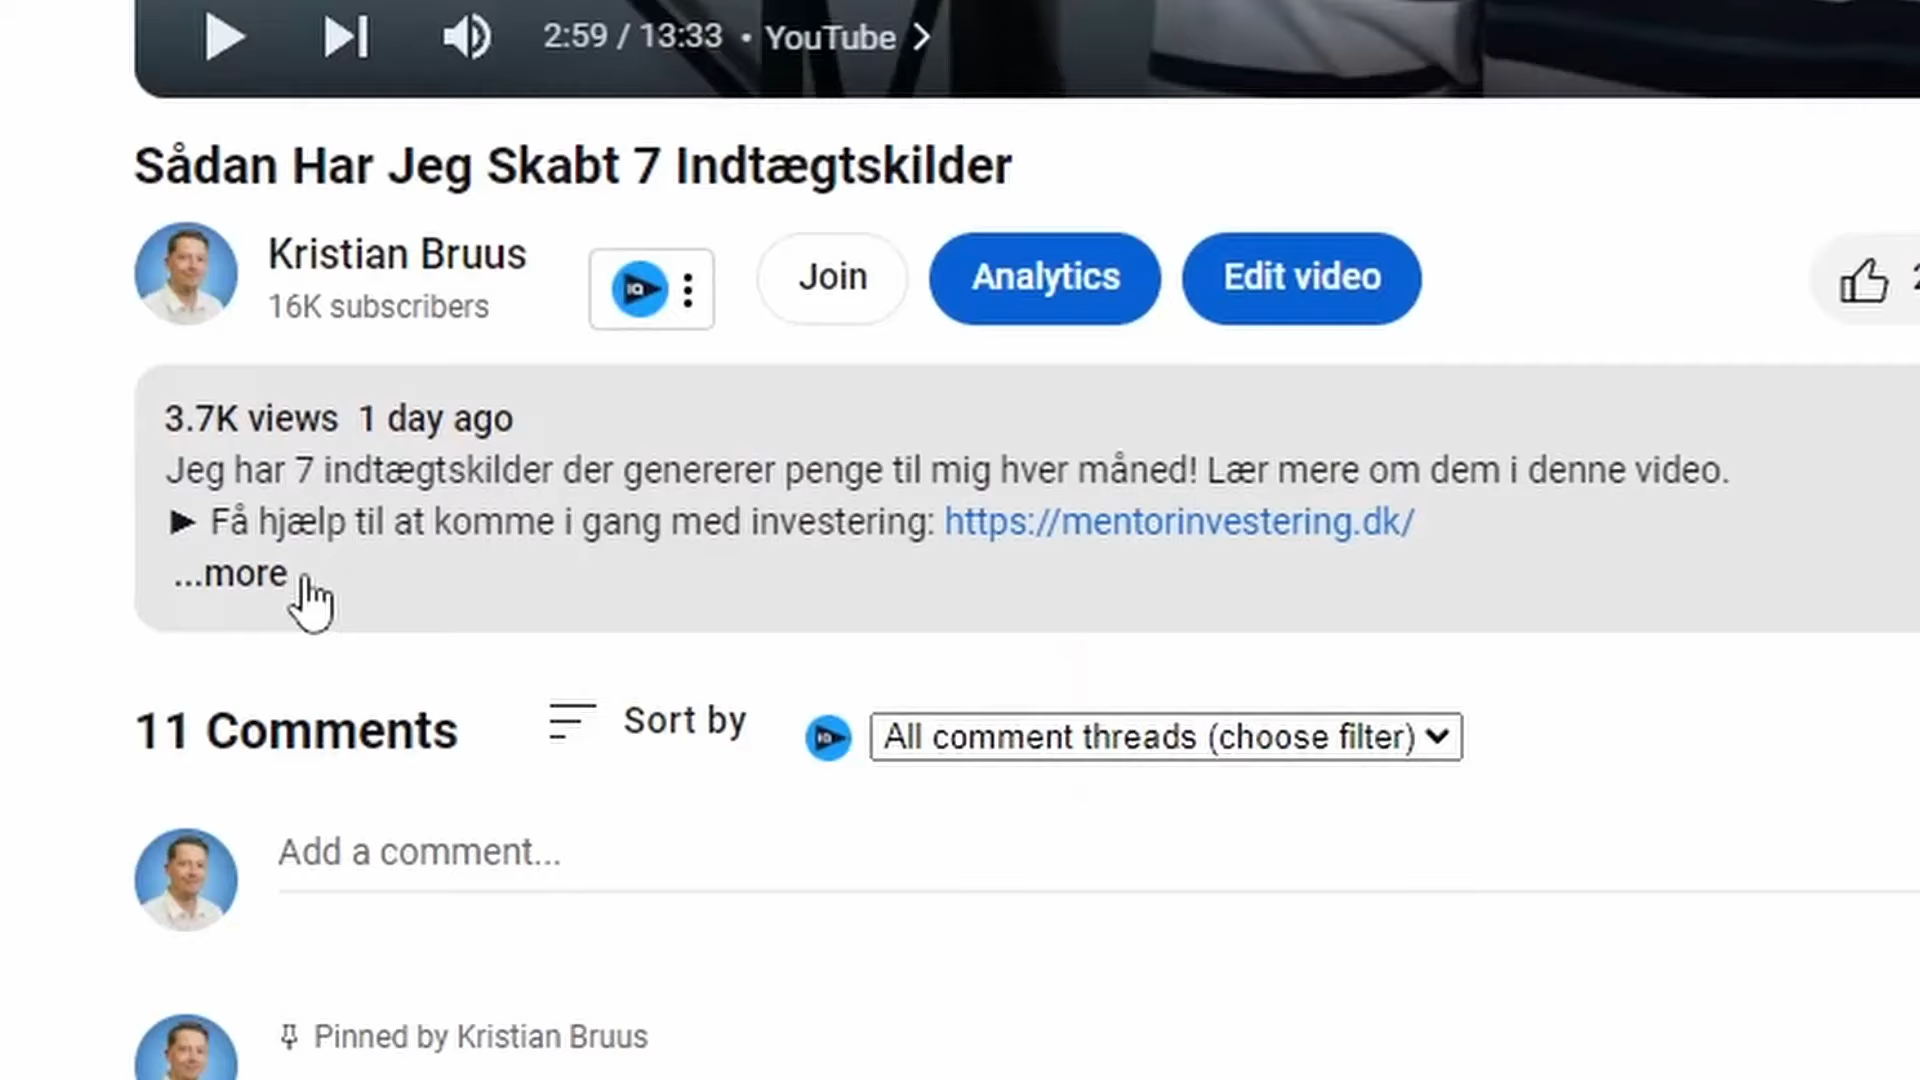 2:59 / 13:33 • YouTube
Sådan Har Jeg Skabt 7 Indtægtskilder
Kristian Bruus
16K subscribers
IQ
Join
Analytics
Edit video
3.7K views 1 day ago
Jeg har 7 indtægtskilder der genererer penge til mig hver måned! Lær mere om dem i denne video.
► Få hjælp til at komme i gang med investering: https://mentorinvestering.dk/
...more
11 Comments
Sort by
IQ
All comment threads (choose filter)
Add a comment...
Pinned by Kristian Bruus